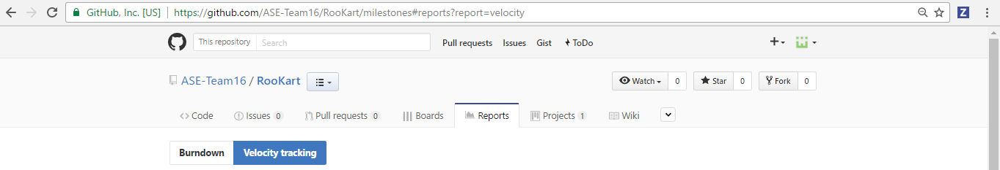 GitHub, Inc. [US] https://github.com/ASE-Team16/RooKart/milestones#reports?report=velocity Z
This repository Search Pull requests Issues Gist ToDo
ASE-Team16 / RooKart Watch 0 Star 0 Fork 0
Code Issues 0 Pull requests 0 Boards Reports Projects 1 Wiki
Burndown Velocity tracking